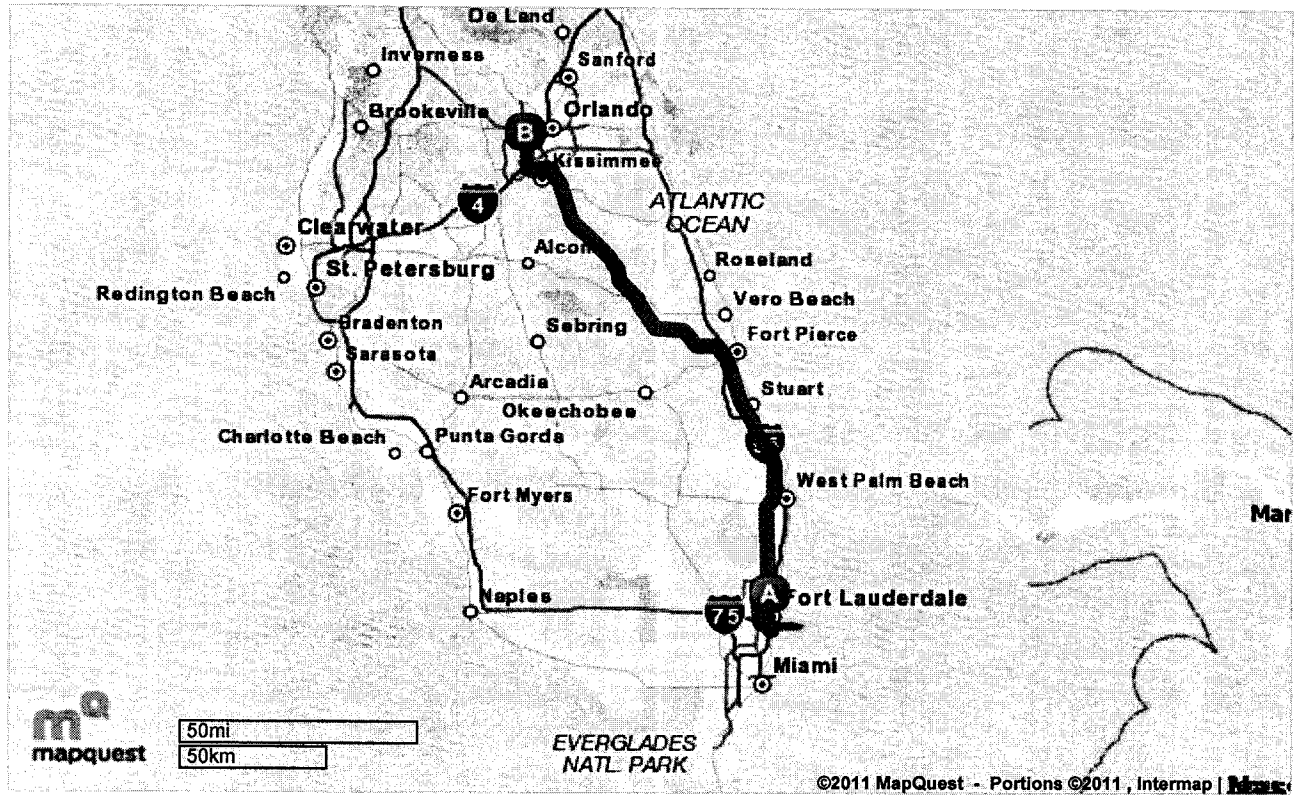 De Land
Inverness
Sanford
Brooksville
Orlando
B
Kissimmee
4
ATLANTIC
OCEAN
Clearwater
Alcoma
St. Petersburg
Roseland
Redington Beach
Vero Beach
Bradenton
Sebring
Fort Pierce
Sarasota
Arcadia
Stuart
Okeechobee
Charlotte Beach
Punta Gorda
West Palm Beach
Fort Myers
Mar
Naples
A
Fort Lauderdale
75
Miami
mq
mapquest
50mi
50km
EVERGLADES
NATL. PARK
©2011 MapQuest - Portions ©2011 , Intermap |